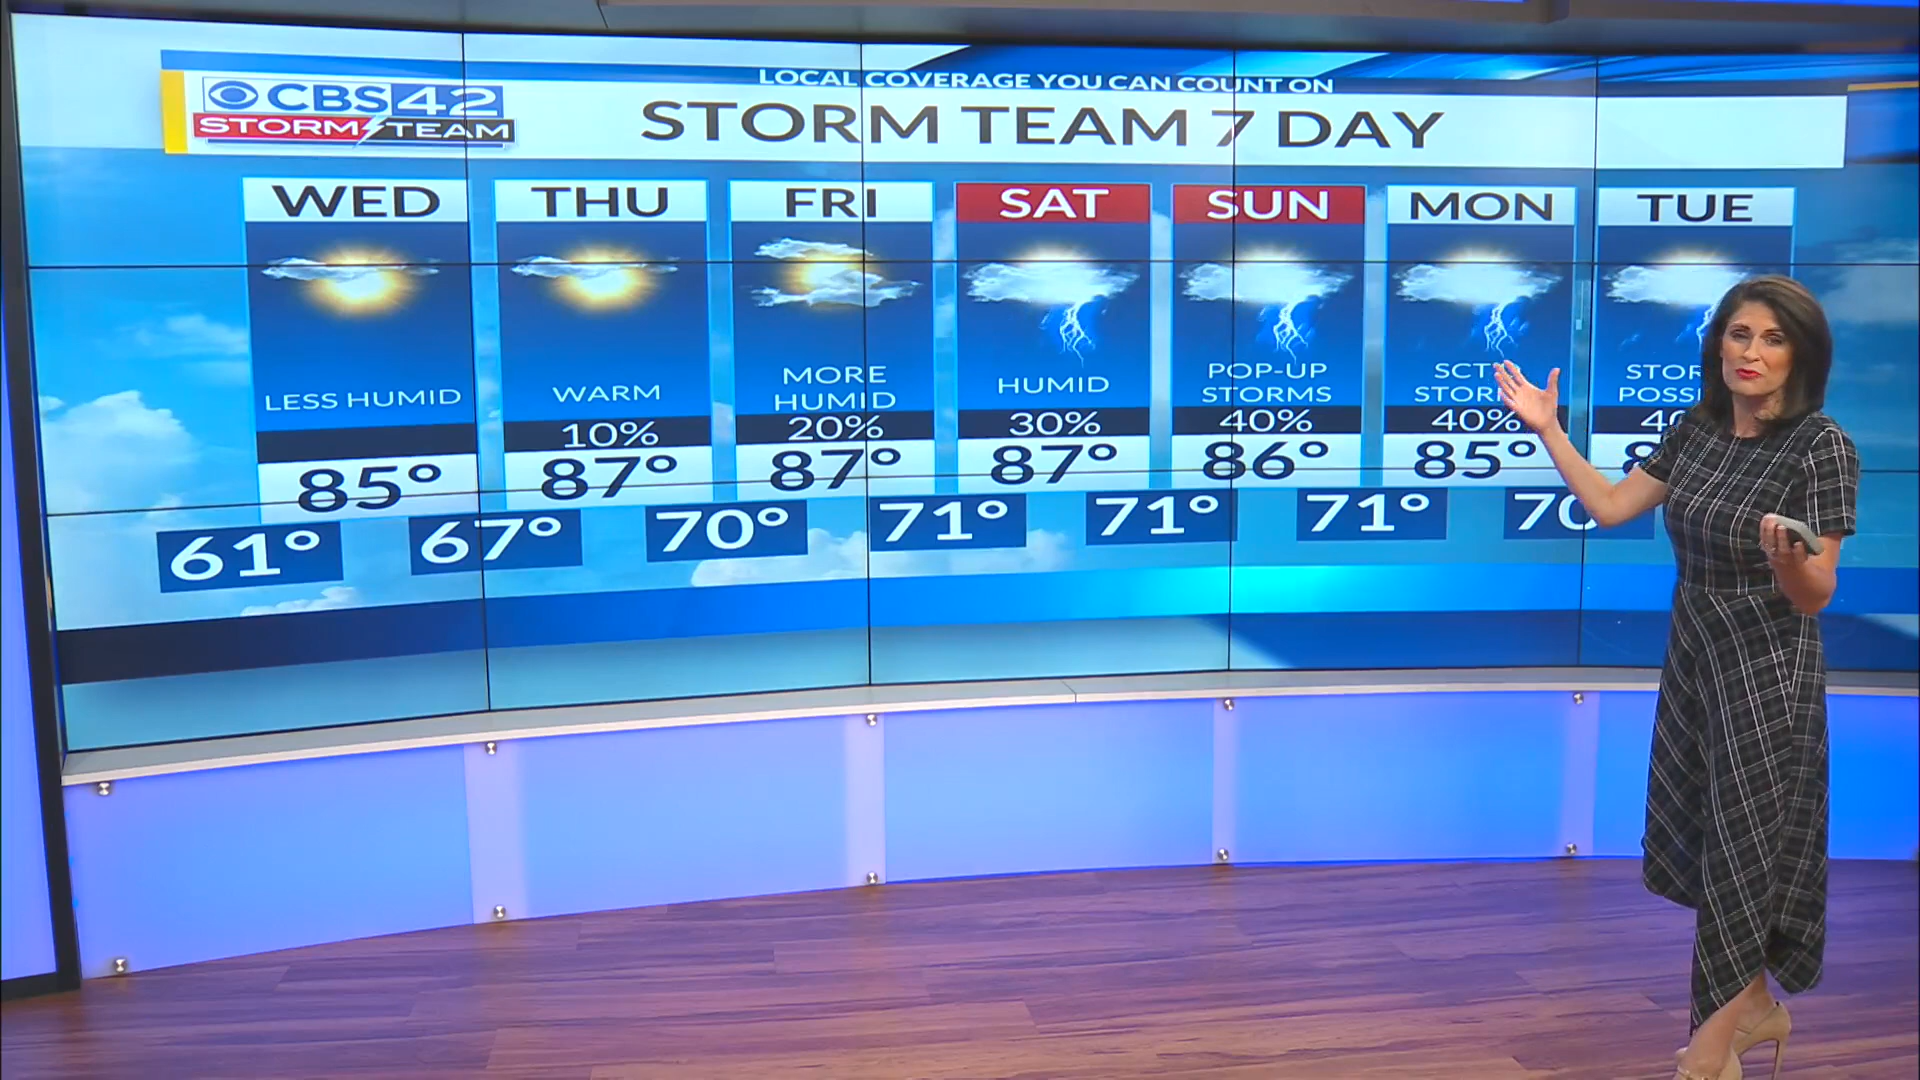 LOCAL COVERAGE YOU CAN COUNT ON
CBS 42
STORM TEAM
STORM TEAM 7 DAY
WED
THU
FRI
SAT
SUN
MON
TUE
LESS HUMID
WARM
MORE
HUMID
HUMID
POP-UP
STORMS
10%
20%
30%
40%
40%
85°
87°
87°
87°
86°
85°
61°
67°
70°
71°
71°
71°
70